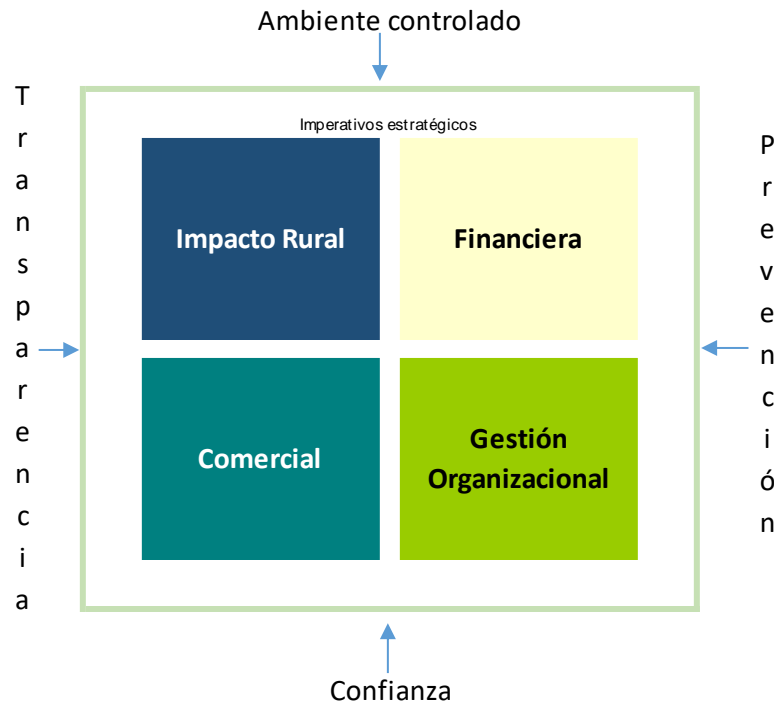 Ambiente controlado
Transparencia
Imperativos estratégicos
Impacto Rural
Financiera
Comercial
Gestión
Organizacional
Prevención
Confianza